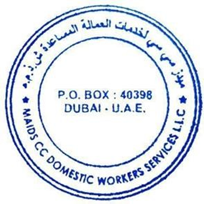 ميدز سي سي لخدمات العمالة المساعدة ش.ذ.م.م
P.O. BOX : 40398
DUBAI - U.A.E.
MAIDS CC DOMESTIC WORKERS SERVICES L.L.C